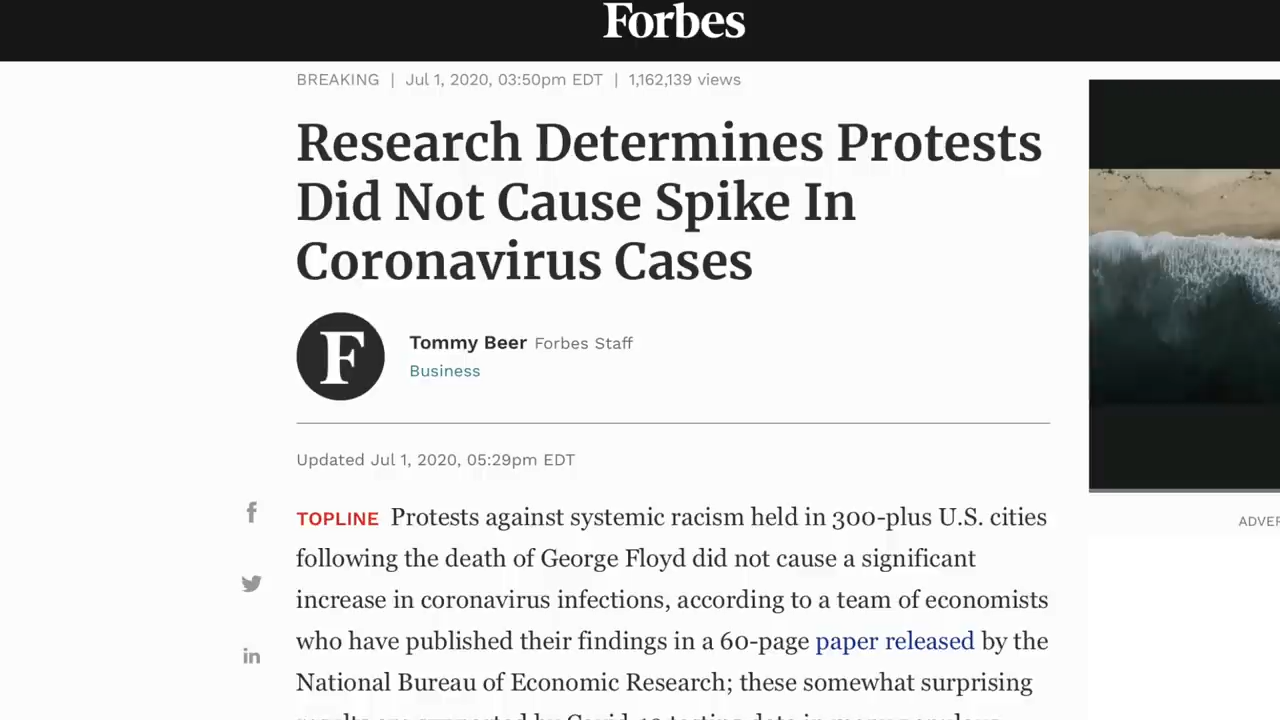 Forbes
BREAKING | Jul 1, 2020, 03:50pm EDT | 1,162,139 views
Research Determines Protests
Did Not Cause Spike In
Coronavirus Cases
F
Tommy Beer Forbes Staff
Business
Updated Jul 1, 2020, 05:29pm EDT
TOPLINE Protests against systemic racism held in 300-plus U.S. cities
following the death of George Floyd did not cause a significant
increase in coronavirus infections, according to a team of economists
who have published their findings in a 60-page paper released by the
National Bureau of Economic Research; these somewhat surprising